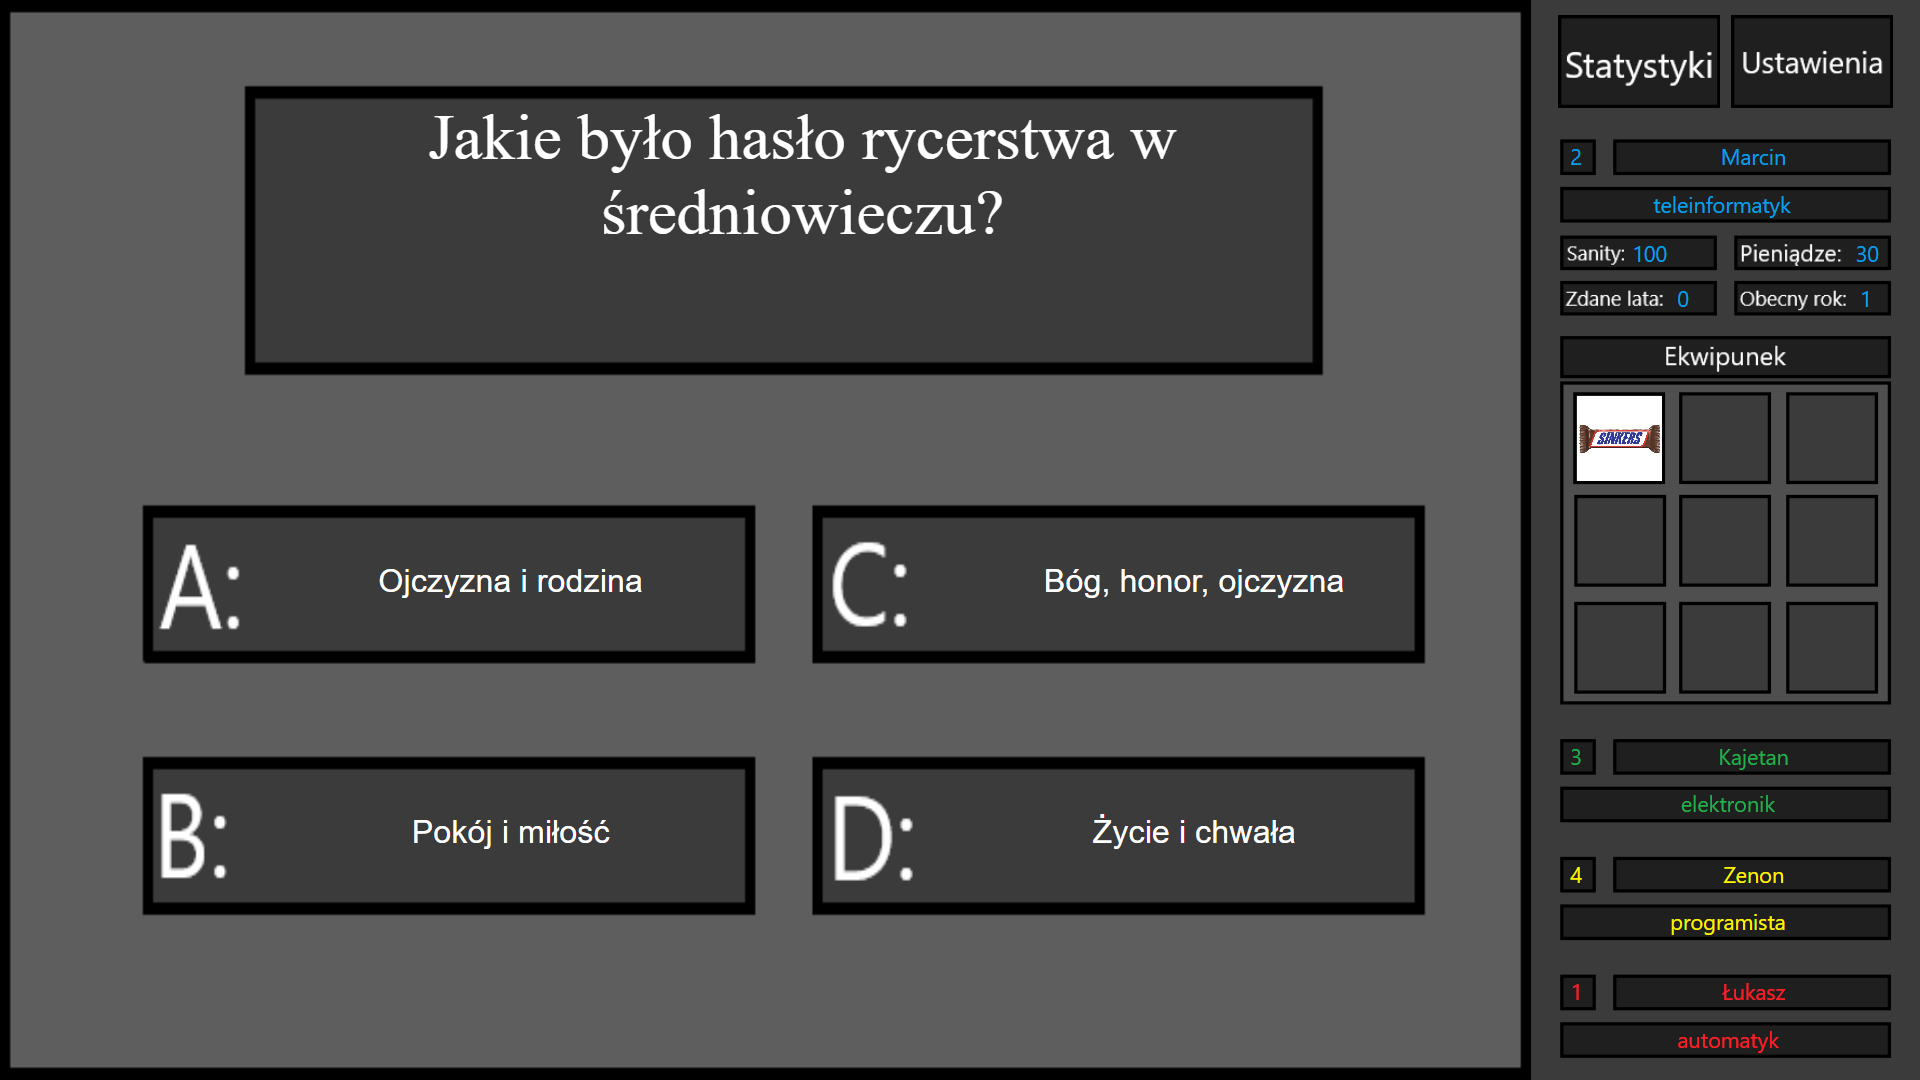 Jakie było hasło rycerstwa w
średniowieczu?
A: Ojczyzna i rodzina
C: Bóg, honor, ojczyzna
B: Pokój i miłość
D: Życie i chwała
Statystyki
Ustawienia
2 Marcin
teleinformatyk
Sanity: 100
Pieniądze: 30
Zdane lata: 0
Obecny rok: 1
Ekwipunek
SINKERS
3 Kajetan
elektronik
4 Zenon
programista
1 Łukasz
automatyk